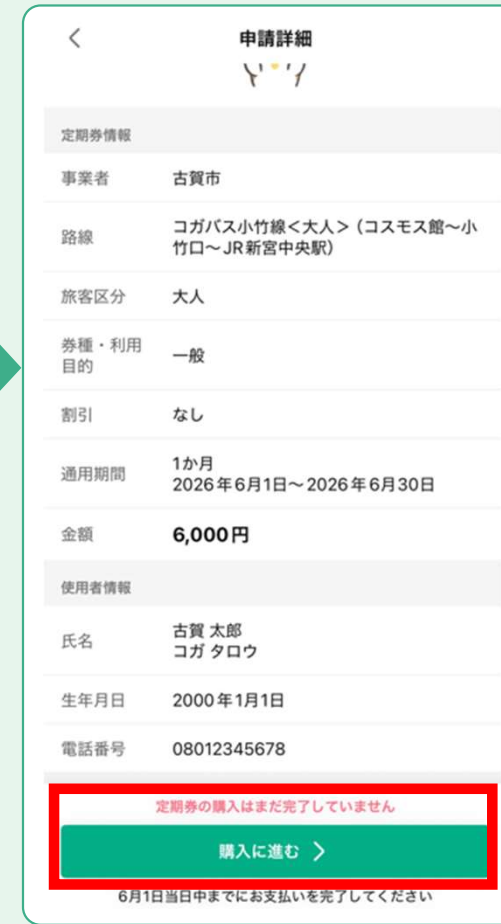 申請詳細
定期券情報
事業者 古賀市
路線 コガバス小竹線＜大人＞（コスモス館～小
竹口～JR新宮中央駅）
旅客区分 大人
券種・利用
目的 一般
割引 なし
通用期間 1か月
2026年6月1日～2026年6月30日
金額 6,000円
使用者情報
氏名 古賀 太郎
コガ タロウ
生年月日 2000年1月1日
電話番号 08012345678
定期券の購入はまだ完了していません
購入に進む
6月1日当日中までにお支払いを完了してください